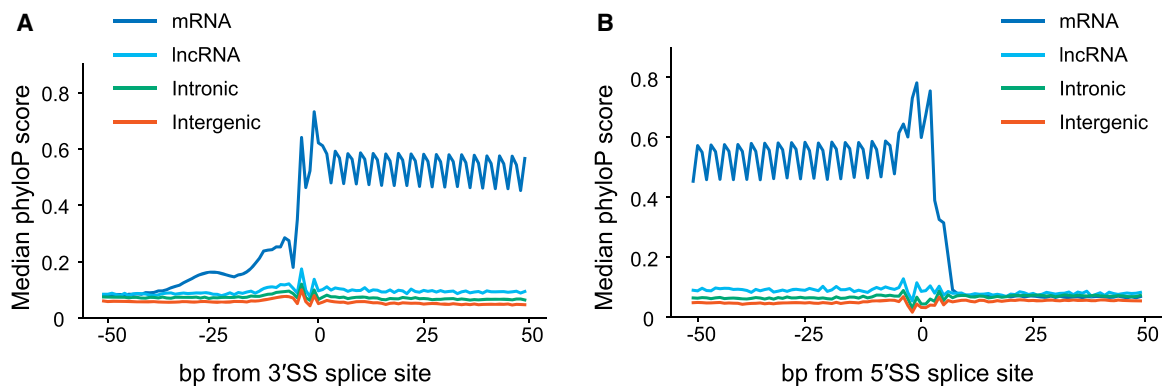 A
mRNA
lncRNA
Intronic
Intergenic
Median phyloP score
0.8
0.6
0.4
0.2
0
-50
-25
0
25
50
bp from 3′SS splice site
B
mRNA
lncRNA
Intronic
Intergenic
Median phyloP score
0.8
0.6
0.4
0.2
0
-50
-25
0
25
50
bp from 5′SS splice site